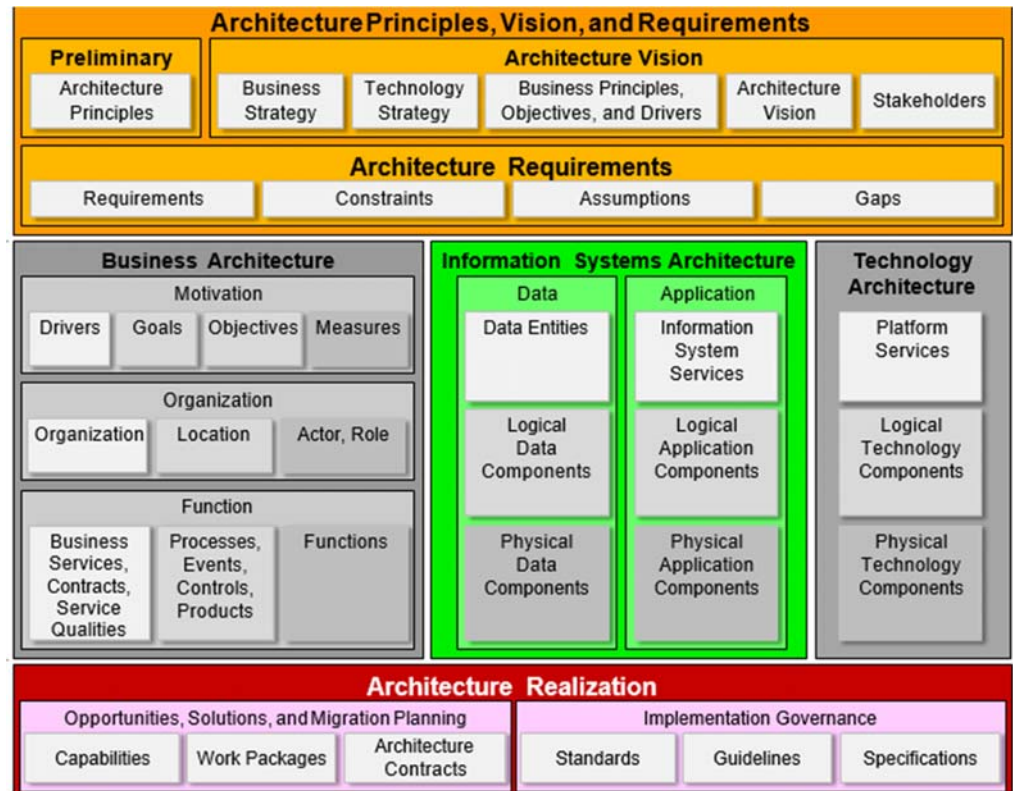 Architecture Principles, Vision, and Requirements
Preliminary
Architecture
Principles
Architecture Vision
Business
Strategy
Technology
Strategy
Business Principles,
Objectives, and Drivers
Architecture
Vision
Stakeholders
Architecture Requirements
Requirements
Constraints
Assumptions
Gaps
Business Architecture
Motivation
Drivers
Goals
Objectives
Measures
Organization
Organization
Location
Actor, Role
Function
Business
Services,
Contracts,
Service
Qualities
Processes,
Events,
Controls,
Products
Functions
Information Systems Architecture
Data
Data Entities
Logical
Data
Components
Physical
Data
Components
Application
Information
System
Services
Logical
Application
Components
Physical
Application
Components
Technology
Architecture
Platform
Services
Logical
Technology
Components
Physical
Technology
Components
Architecture Realization
Opportunities, Solutions, and Migration Planning
Capabilities
Work Packages
Architecture
Contracts
Implementation Governance
Standards
Guidelines
Specifications